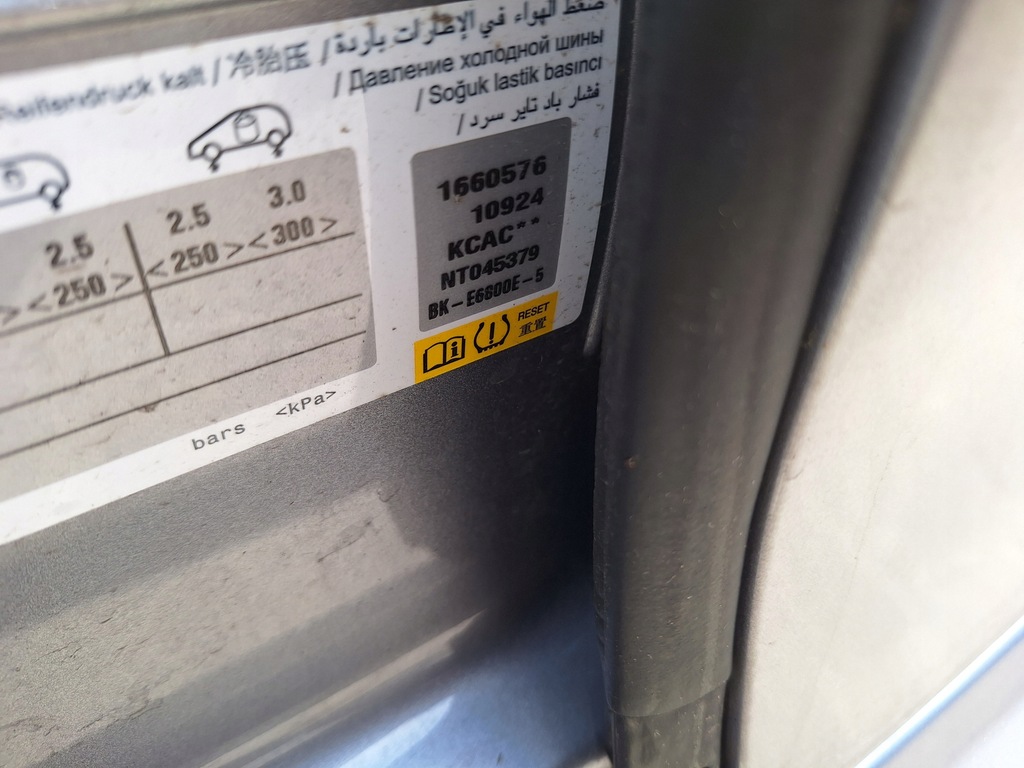 ضغط الهواء في الإطارات باردة /
Reifendruck kalt / 冷胎压 / Давление холодной шины
/ Soğuk lastik basıncı
/ فشار باد تایر سرد
2.5 2.5 3.0
> <250> <250> <300>
bars <kPa>
1660576
10924
KCAC**
NT045379
BK-E6600E-5
RESET
重置